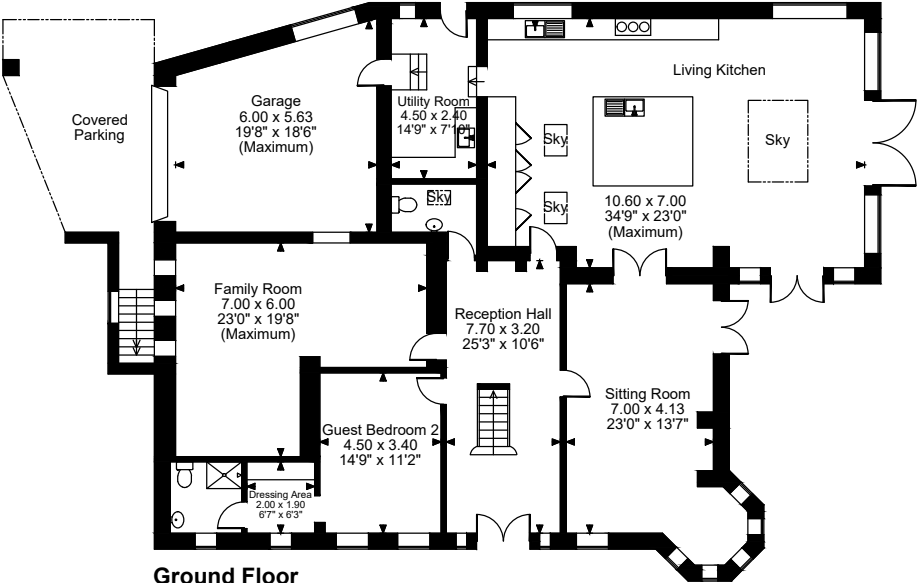 Covered
Parking
Garage
6.00 x 5.63
19'8" x 18'6"
(Maximum)
Utility Room
4.50 x 2.40
14'9" x 7'10"
Sky
Living Kitchen
Sky
Sky
Sky
10.60 x 7.00
34'9" x 23'0"
(Maximum)
Family Room
7.00 x 6.00
23'0" x 19'8"
(Maximum)
Reception Hall
7.70 x 3.20
25'3" x 10'6"
Sitting Room
7.00 x 4.13
23'0" x 13'7"
Guest Bedroom 2
4.50 x 3.40
14'9" x 11'2"
Dressing Area
2.00 x 1.90
6'7" x 6'3"
Ground Floor